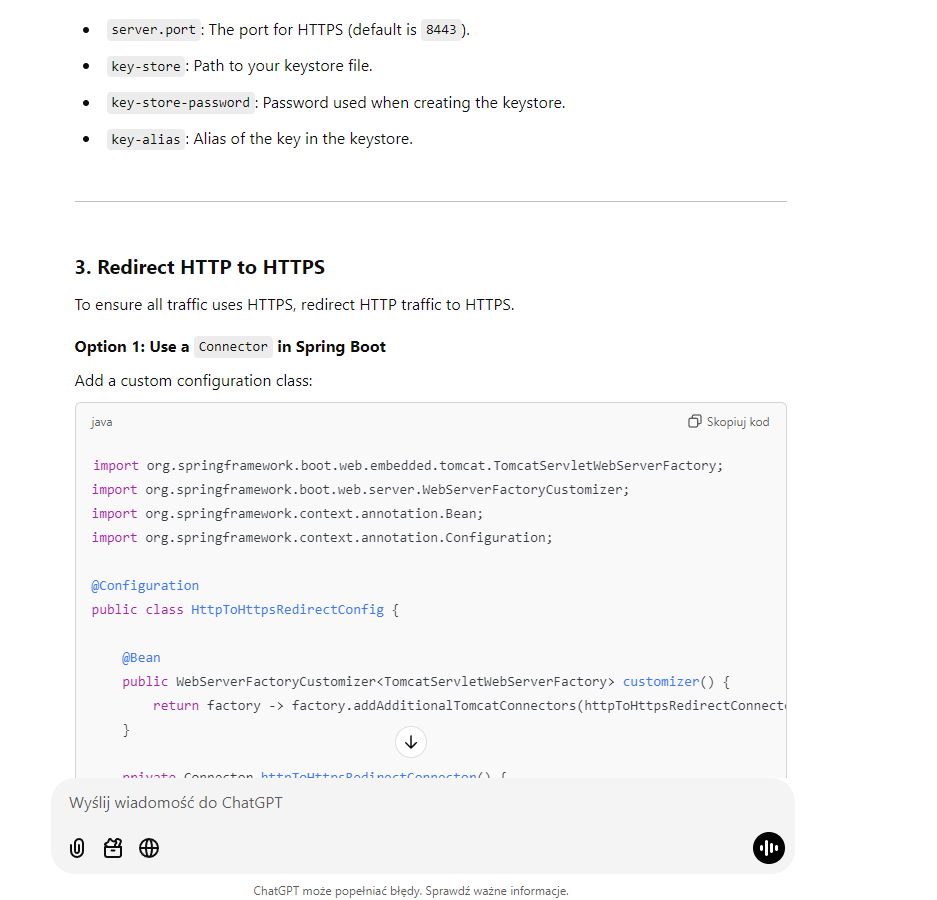 server.port: The port for HTTPS (default is 8443).
key-store: Path to your keystore file.
key-store-password: Password used when creating the keystore.
key-alias: Alias of the key in the keystore.
3. Redirect HTTP to HTTPS
To ensure all traffic uses HTTPS, redirect HTTP traffic to HTTPS.
Option 1: Use a Connector in Spring Boot
Add a custom configuration class:
java
Skopiuj kod
import org.springframework.boot.web.embedded.tomcat.TomcatServletWebServerFactory;
import org.springframework.boot.web.server.WebServerFactoryCustomizer;
import org.springframework.context.annotation.Bean;
import org.springframework.context.annotation.Configuration;
@Configuration
public class HttpToHttpsRedirectConfig {
@Bean
public WebServerFactoryCustomizer<TomcatServletWebServerFactory> customizer() {
return factory -> factory.addAdditionalTomcatConnectors(httpToHttpsRedirectConnect
}
private Connector httpToHttpsRedirectConnector() {
Wyślij wiadomość do ChatGPT
ChatGPT może popełniać błędy. Sprawdź ważne informacje.